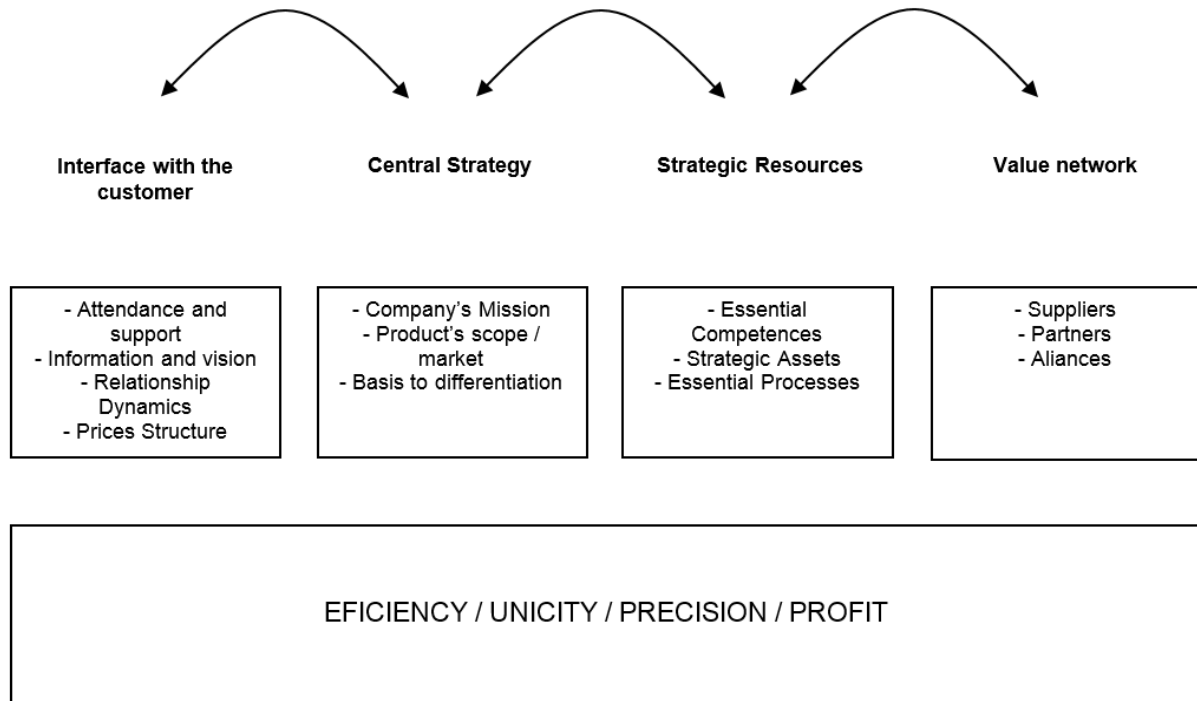 Interface with the
customer
Central Strategy
Strategic Resources
Value network
- Attendance and
support
- Information and vision
- Relationship
Dynamics
- Prices Structure
- Company’s Mission
- Product’s scope /
market
- Basis to differentiation
- Essential
Competences
- Strategic Assets
- Essential Processes
- Suppliers
- Partners
- Aliances
EFICIENCY / UNICITY / PRECISION / PROFIT